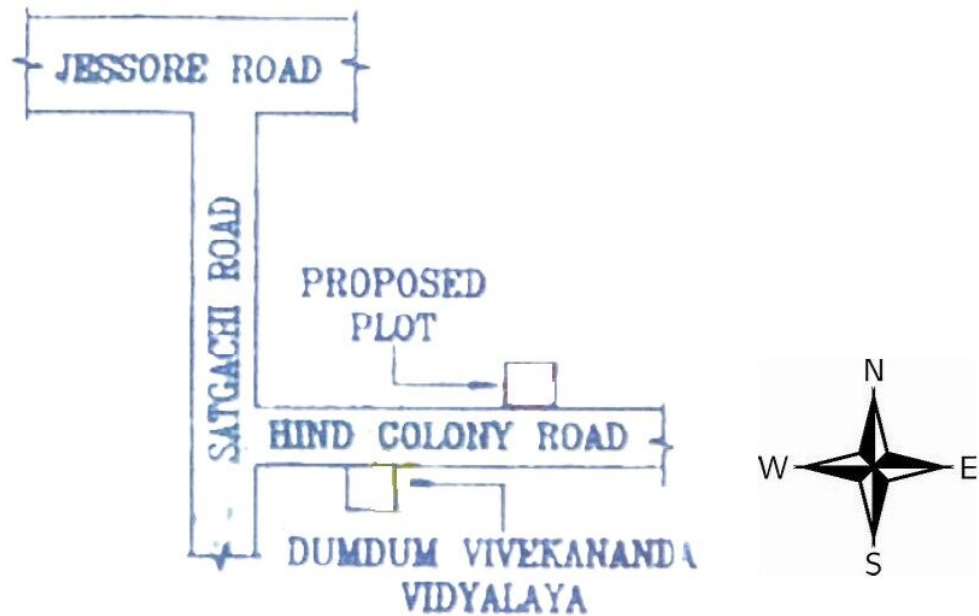 JESSORE ROAD
SATGACHI ROAD
PROPOSED
PLOT
HIND COLONY ROAD
DUMDUM VIVEKANANDA
VIDYALAYA
N
W
E
S